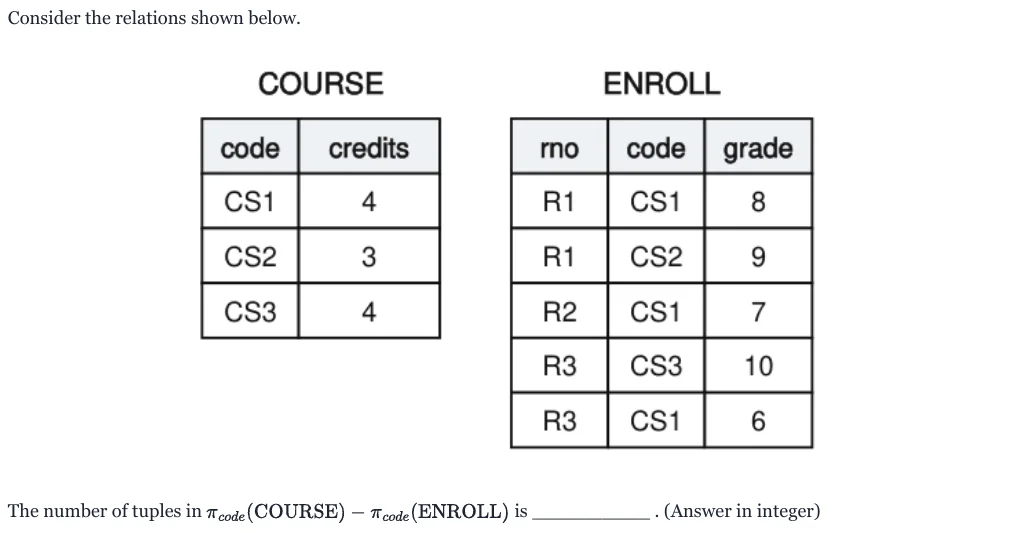 Consider the relations shown below.
COURSE
code credits
CS1 4
CS2 3
CS3 4
ENROLL
rno code grade
R1 CS1 8
R1 CS2 9
R2 CS1 7
R3 CS3 10
R3 CS1 6
The number of tuples in π_code(COURSE) − π_code(ENROLL) is ____________ . (Answer in integer)